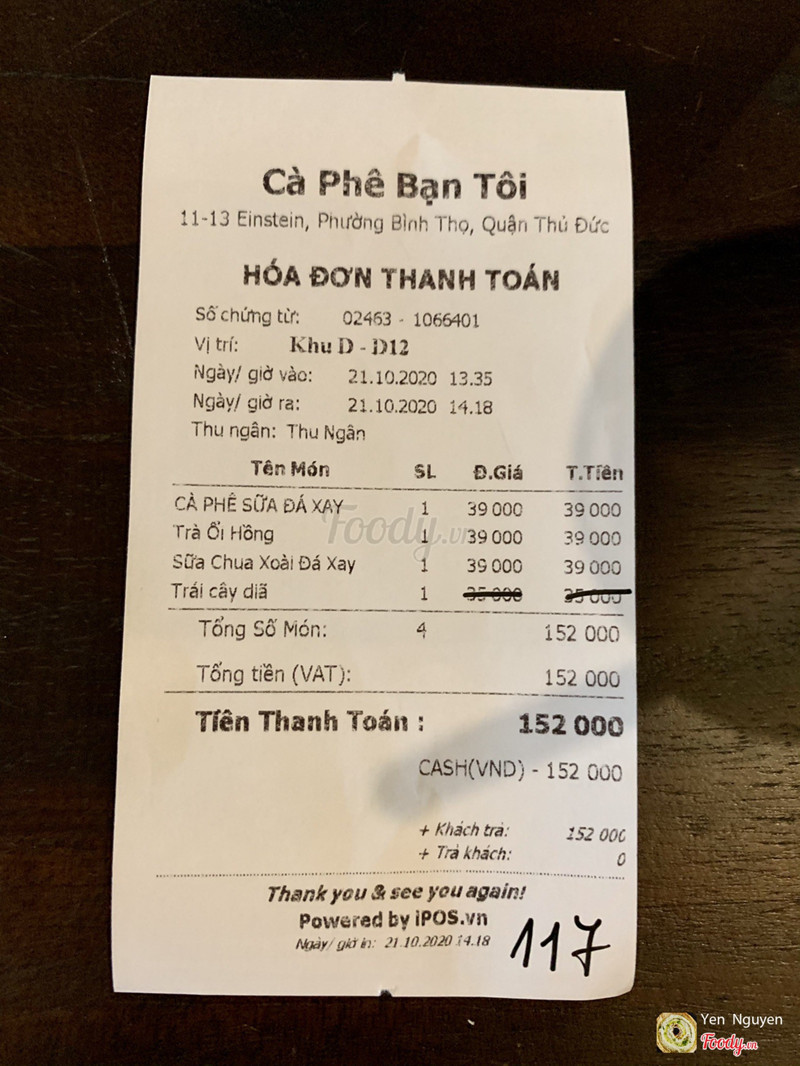 Cà Phê Bạn Tôi
11-13 Einstein, Phường Bình Thọ, Quận Thủ Đức
HÓA ĐƠN THANH TOÁN
Số chứng từ: 02463 - 1066401
Vị trí: Khu D - D12
Ngày/ giờ vào: 21.10.2020 13.35
Ngày/ giờ ra: 21.10.2020 14.18
Thu ngân: Thu Ngân
Tên Món SL Đ.Giá T.Tiền
CÀ PHÊ SỮA ĐÁ XAY 1 39 000 39 000
Trà Ổi Hồng 1 39 000 39 000
Sữa Chua Xoài Đá Xay 1 39 000 39 000
Trái cây diã 1 35 000 35 000
Tổng Số Món: 4 152 000
Tổng tiền (VAT): 152 000
Tiền Thanh Toán : 152 000
CASH(VND) - 152 000
+ Khách trả: 152 000
+ Trả khách: 0
Thank you & see you again!
Powered by iPOS.vn
Ngày/ giờ in: 21.10.2020 14.18
117
Foody.vn
Yen Nguyen
Foody.vn